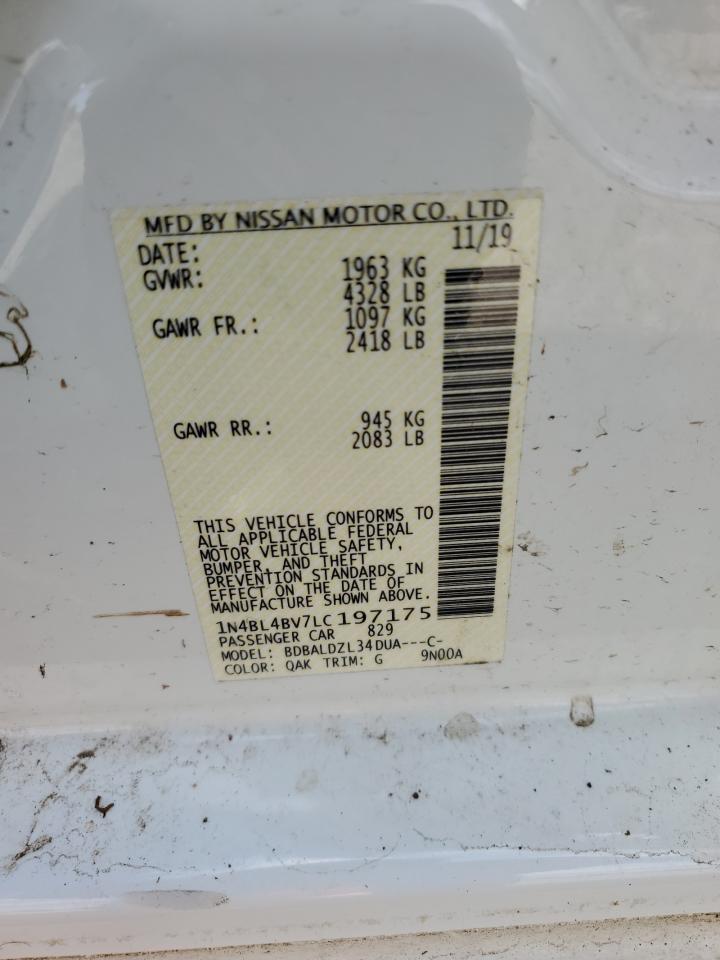 MFD BY NISSAN MOTOR CO., LTD.
DATE: 11/19
GVWR: 1963 KG
4328 LB
GAWR FR.: 1097 KG
2418 LB
GAWR RR.: 945 KG
2083 LB
THIS VEHICLE CONFORMS TO
ALL APPLICABLE FEDERAL
MOTOR VEHICLE SAFETY,
BUMPER, AND THEFT
PREVENTION STANDARDS IN
EFFECT ON THE DATE OF
MANUFACTURE SHOWN ABOVE.
1N4BL4BV7LC197175
PASSENGER CAR 829
MODEL: BDBALDZL34DUA---C-
COLOR: QAK TRIM: G 9N00A